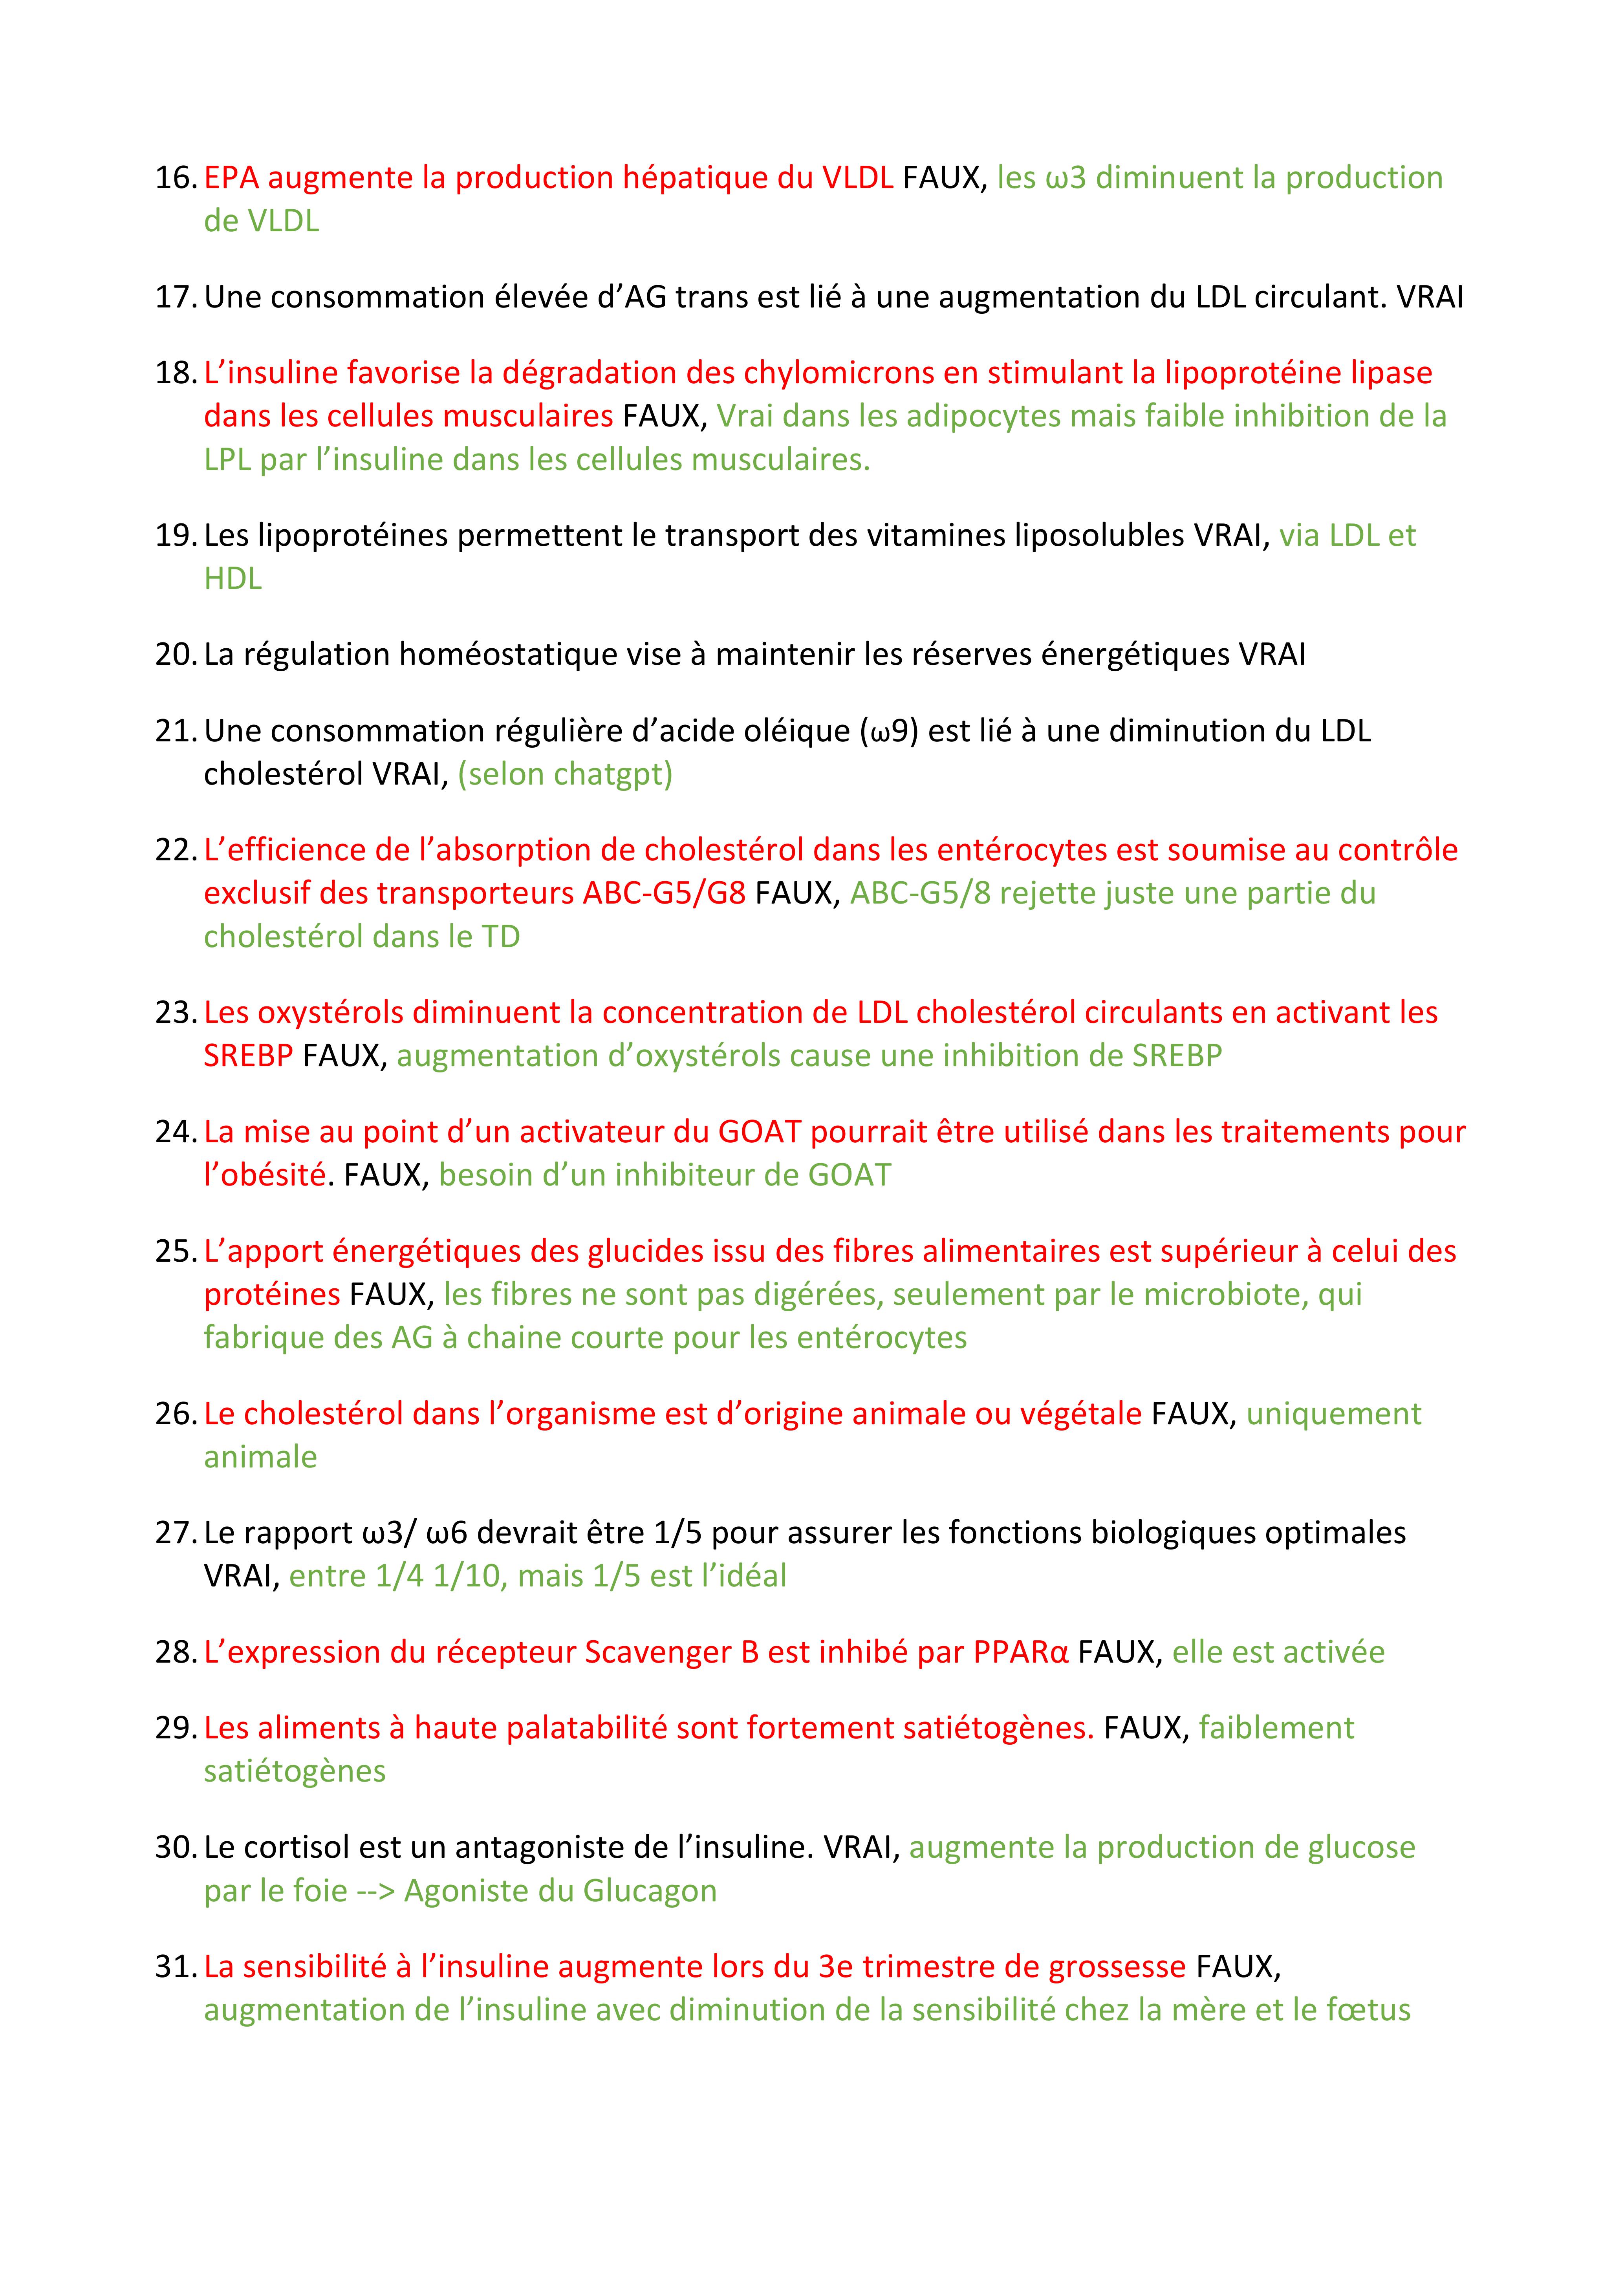 16. EPA augmente la production hépatique du VLDL FAUX, les ω3 diminuent la production
de VLDL
17. Une consommation élevée d’AG trans est lié à une augmentation du LDL circulant. VRAI
18. L’insuline favorise la dégradation des chylomicrons en stimulant la lipoprotéine lipase
dans les cellules musculaires FAUX, Vrai dans les adipocytes mais faible inhibition de la
LPL par l’insuline dans les cellules musculaires.
19. Les lipoprotéines permettent le transport des vitamines liposolubles VRAI, via LDL et
HDL
20. La régulation homéostatique vise à maintenir les réserves énergétiques VRAI
21. Une consommation régulière d’acide oléique (ω9) est lié à une diminution du LDL
cholestérol VRAI, (selon chatgpt)
22. L’efficience de l’absorption de cholestérol dans les entérocytes est soumise au contrôle
exclusif des transporteurs ABC-G5/G8 FAUX, ABC-G5/8 rejette juste une partie du
cholestérol dans le TD
23. Les oxystérols diminuent la concentration de LDL cholestérol circulants en activant les
SREBP FAUX, augmentation d’oxystérols cause une inhibition de SREBP
24. La mise au point d’un activateur du GOAT pourrait être utilisé dans les traitements pour
l’obésité. FAUX, besoin d’un inhibiteur de GOAT
25. L’apport énergétiques des glucides issu des fibres alimentaires est supérieur à celui des
protéines FAUX, les fibres ne sont pas digérées, seulement par le microbiote, qui
fabrique des AG à chaine courte pour les entérocytes
26. Le cholestérol dans l’organisme est d’origine animale ou végétale FAUX, uniquement
animale
27. Le rapport ω3/ ω6 devrait être 1/5 pour assurer les fonctions biologiques optimales
VRAI, entre 1/4 1/10, mais 1/5 est l’idéal
28. L’expression du récepteur Scavenger B est inhibé par PPARα FAUX, elle est activée
29. Les aliments à haute palatabilité sont fortement satiétogènes. FAUX, faiblement
satiétogènes
30. Le cortisol est un antagoniste de l’insuline. VRAI, augmente la production de glucose
par le foie --> Agoniste du Glucagon
31. La sensibilité à l’insuline augmente lors du 3e trimestre de grossesse FAUX,
augmentation de l’insuline avec diminution de la sensibilité chez la mère et le fœtus